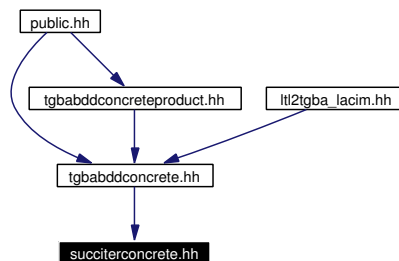 public.hh
tgbabddconcreteproduct.hh
ltl2tgba_lacim.hh
tgbabddconcrete.hh
succiterconcrete.hh